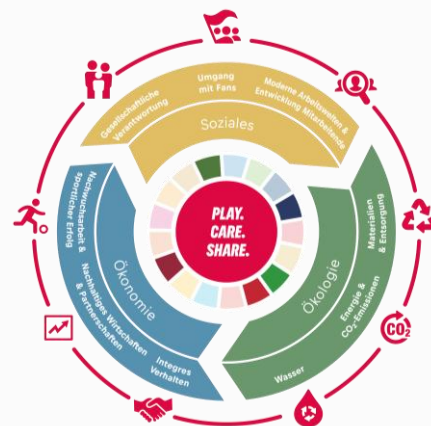 Gesellschaftliche
Verantwortung
Umgang
mit Fans
Moderne Arbeitswelten &
Entwicklung Mitarbeitende
Soziales
Materialien
& Entsorgung
Energie &
CO₂-Emissionen
Wasser
Ökologie
Integres
Verhalten
Nachhaltiges Wirtschaften
& Partnerschaften
Nachwuchsarbeit &
sportlicher Erfolg
Ökonomie
PLAY.
CARE.
SHARE.
CO₂